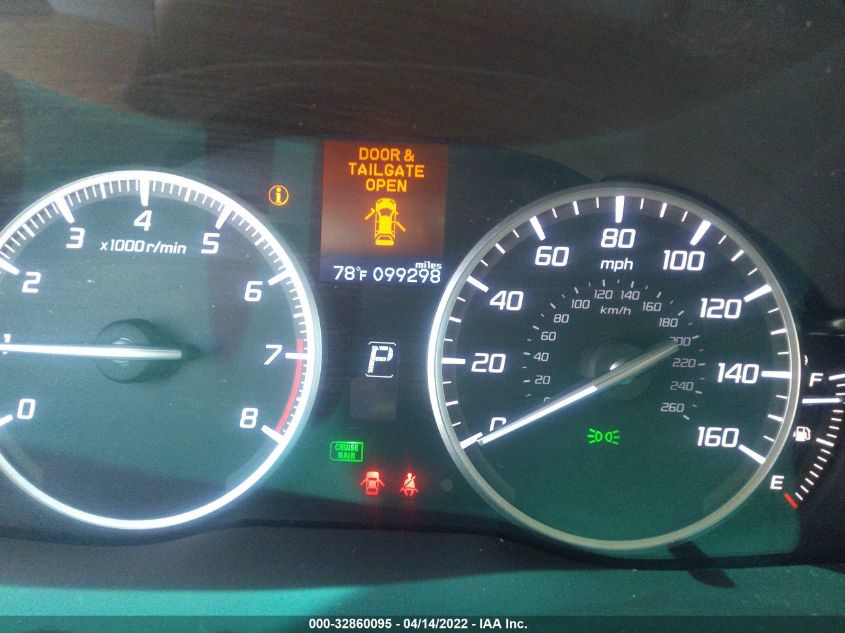 DOOR &
TAILGATE
OPEN
i
78°F 099298 miles
0 1 2 3 4 5 6 7 8
x1000 r/min
P
CRUISE
MAIN
0 20 40 60 80 100 120 140 160
mph
0 20 40 60 80 100 120 140 160 180 200 220 240 260
km/h
F
E
000-32860095 - 04/14/2022 - IAA Inc.